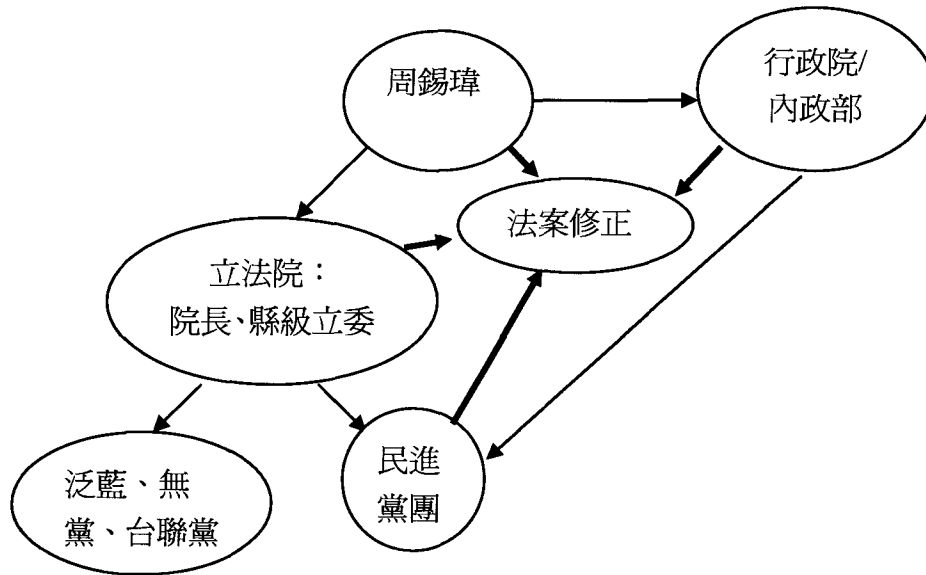 周錫瑋
行政院/
內政部
法案修正
立法院：
院長、縣級立委
泛藍、無
黨、台聯黨
民進
黨團